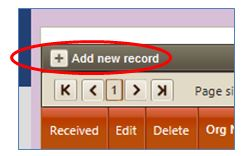 Add new record
1 Page si
Received Edit Delete Org N